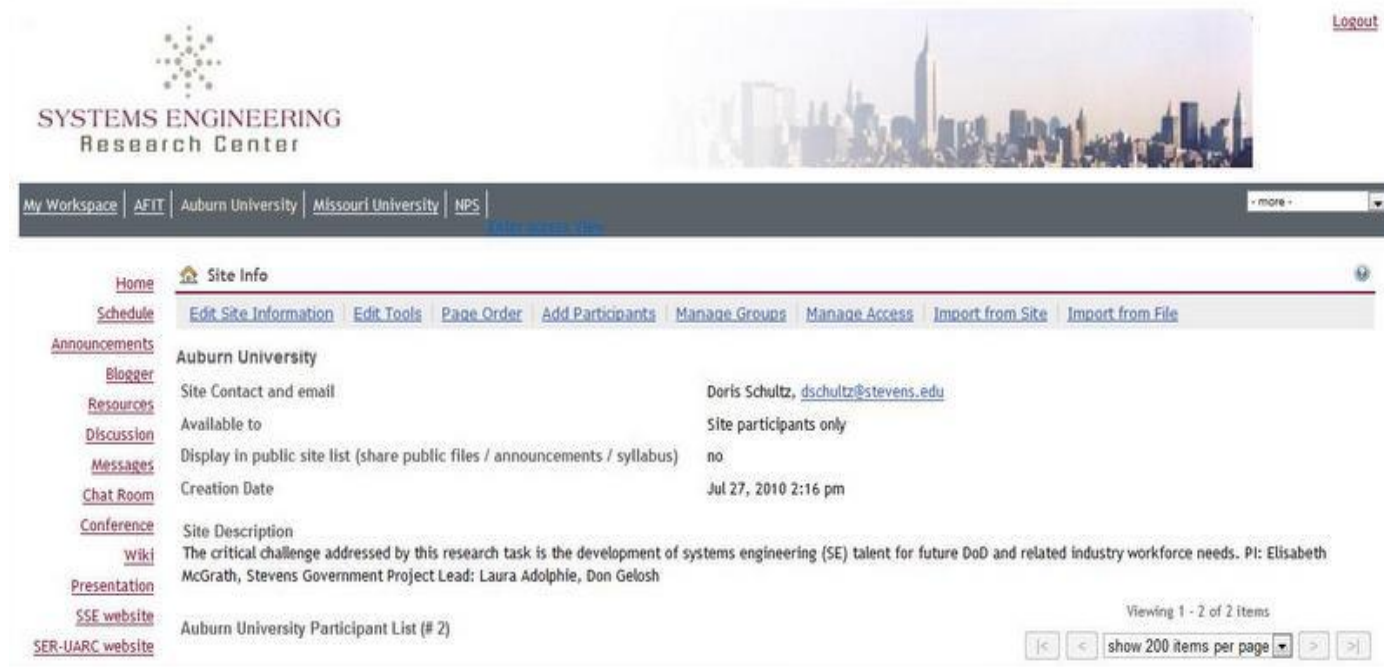 Logout
SYSTEMS ENGINEERING
Research Center
My Workspace | AFIT | Auburn University | Missouri University | NPS |
- more -
Home
Site Info
Schedule
Edit Site Information | Edit Tools | Page Order | Add Participants | Manage Groups | Manage Access | Import from Site | Import from File
Announcements
Auburn University
Blogger
Site Contact and email Doris Schultz, dschultz@stevens.edu
Resources
Available to Site participants only
Discussion
Display in public site list (share public files / announcements / syllabus) no
Messages
Creation Date Jul 27, 2010 2:16 pm
Chat Room
Conference
Site Description
Wiki
The critical challenge addressed by this research task is the development of systems engineering (SE) talent for future DoD and related industry workforce needs. PI: Elisabeth
McGrath, Stevens Government Project Lead: Laura Adolphie, Don Gelosh
Presentation
SSE website
Viewing 1 - 2 of 2 items
Auburn University Participant List (# 2)
SER-UARC website
|< < show 200 items per page > >|